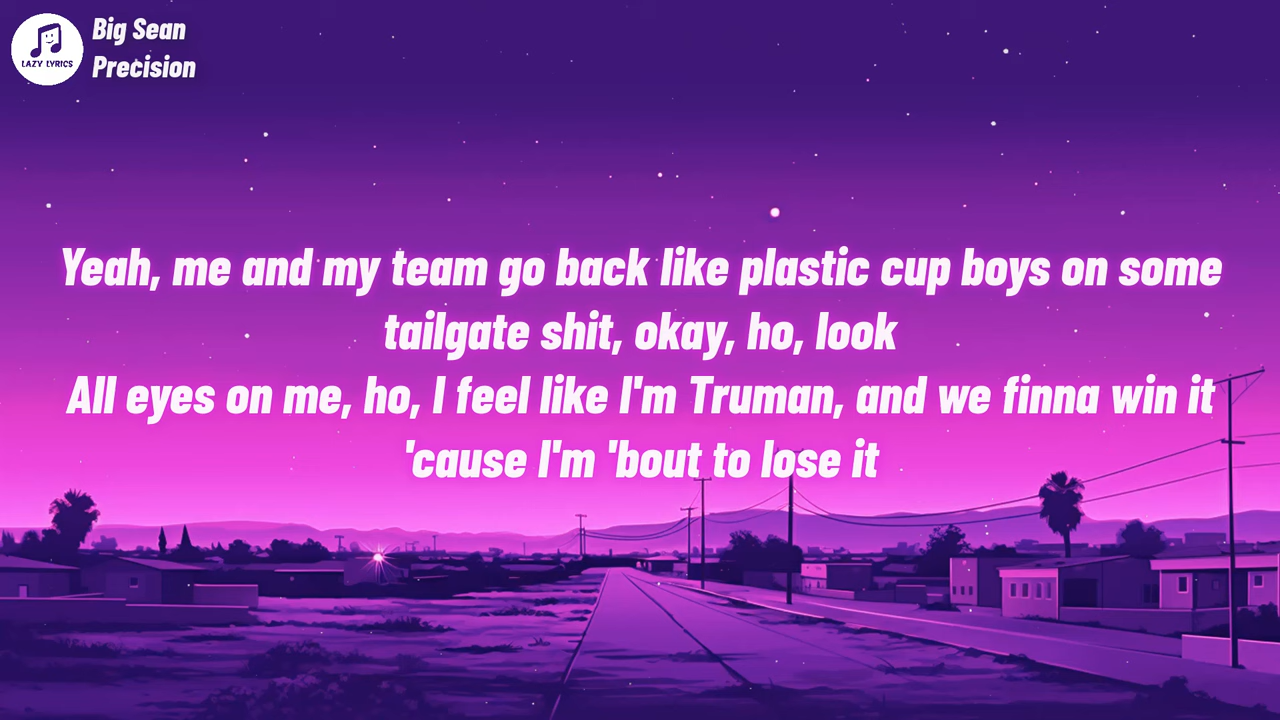 Big Sean
Precision
LAZY LYRICS
Yeah, me and my team go back like plastic cup boys on some
tailgate shit, okay, ho, look
All eyes on me, ho, I feel like I'm Truman, and we finna win it
'cause I'm 'bout to lose it